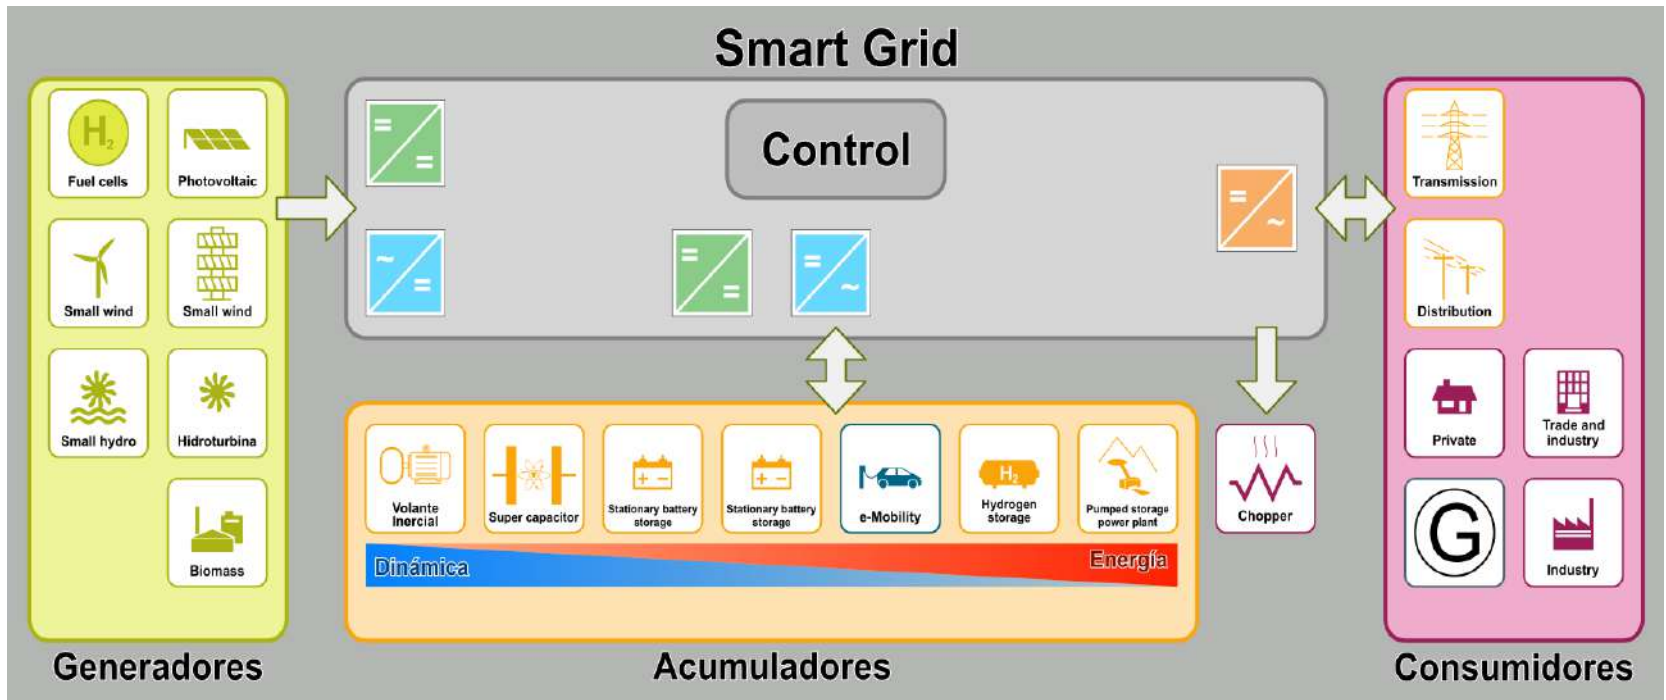 Smart Grid
Control
H2
Fuel cells
Photovoltaic
Small wind
Small wind
Small hydro
Hidroturbina
Biomass
Generadores
=
=
~
=
=
=
=
~
=
~
Volante
Inercial
Super capacitor
+ -
Stationary battery
storage
+ -
Stationary battery
storage
e-Mobility
H2
Hydrogen
storage
Pumped storage
power plant
Dinámica
Energía
Acumuladores
Chopper
Transmission
Distribution
Private
Trade and
industry
G
Industry
Consumidores